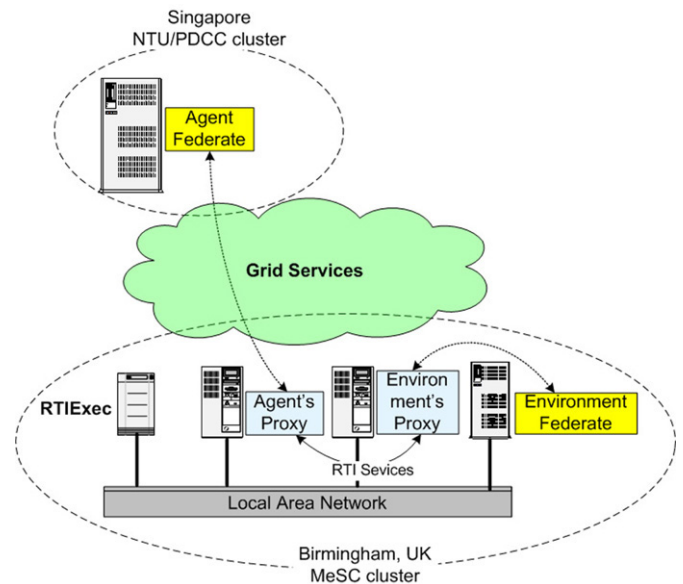 Singapore
NTU/PDCC cluster
Agent
Federate
Grid Services
RTIExec
Agent's
Proxy
Environ
ment's
Proxy
Environment
Federate
RTI Sevices
Local Area Network
Birmingham, UK
MeSC cluster